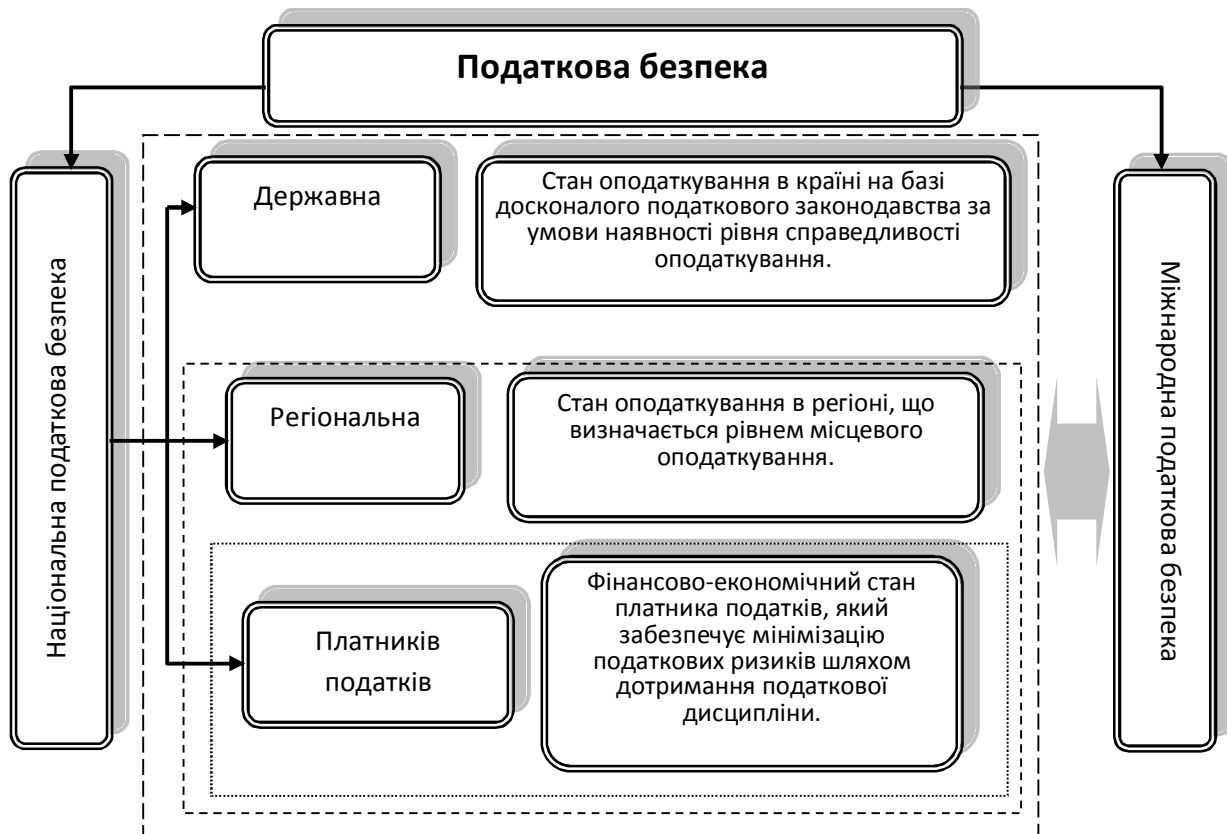 Податкова безпека
Національна податкова безпека
Державна
Стан оподаткування в країні на базі
досконалого податкового законодавства за
умови наявності рівня справедливості
оподаткування.
Регіональна
Стан оподаткування в регіоні, що
визначається рівнем місцевого
оподаткування.
Платників
податків
Фінансово-економічний стан
платника податків, який
забезпечує мінімізацію
податкових ризиків шляхом
дотримання податкової
дисципліни.
Міжнародна податкова безпека